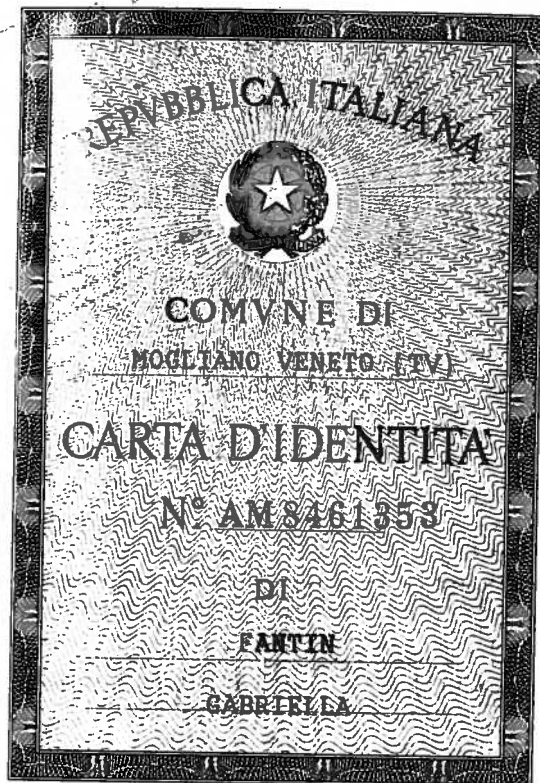 REPVBBLICA ITALIANA
COMVNE DI
MOGLIANO VENETO (TV)
CARTA D'IDENTITA'
N° AM 8461353
DI
FANTIN
GABRIELLA